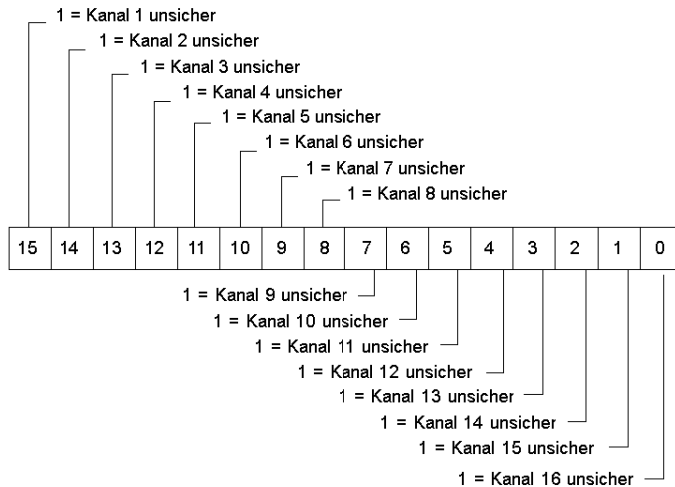 1 = Kanal 1 unsicher
1 = Kanal 2 unsicher
1 = Kanal 3 unsicher
1 = Kanal 4 unsicher
1 = Kanal 5 unsicher
1 = Kanal 6 unsicher
1 = Kanal 7 unsicher
1 = Kanal 8 unsicher
15 14 13 12 11 10 9 8 7 6 5 4 3 2 1 0
1 = Kanal 9 unsicher
1 = Kanal 10 unsicher
1 = Kanal 11 unsicher
1 = Kanal 12 unsicher
1 = Kanal 13 unsicher
1 = Kanal 14 unsicher
1 = Kanal 15 unsicher
1 = Kanal 16 unsicher